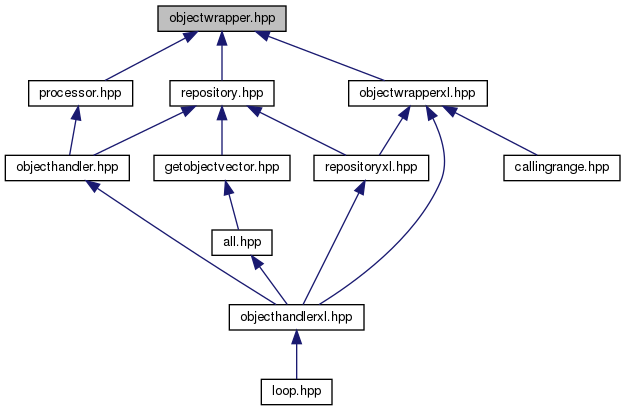 objectwrapper.hpp
processor.hpp
repository.hpp
objectwrapperxl.hpp
objecthandler.hpp
getobjectvector.hpp
repositoryxl.hpp
callingrange.hpp
all.hpp
objecthandlerxl.hpp
loop.hpp